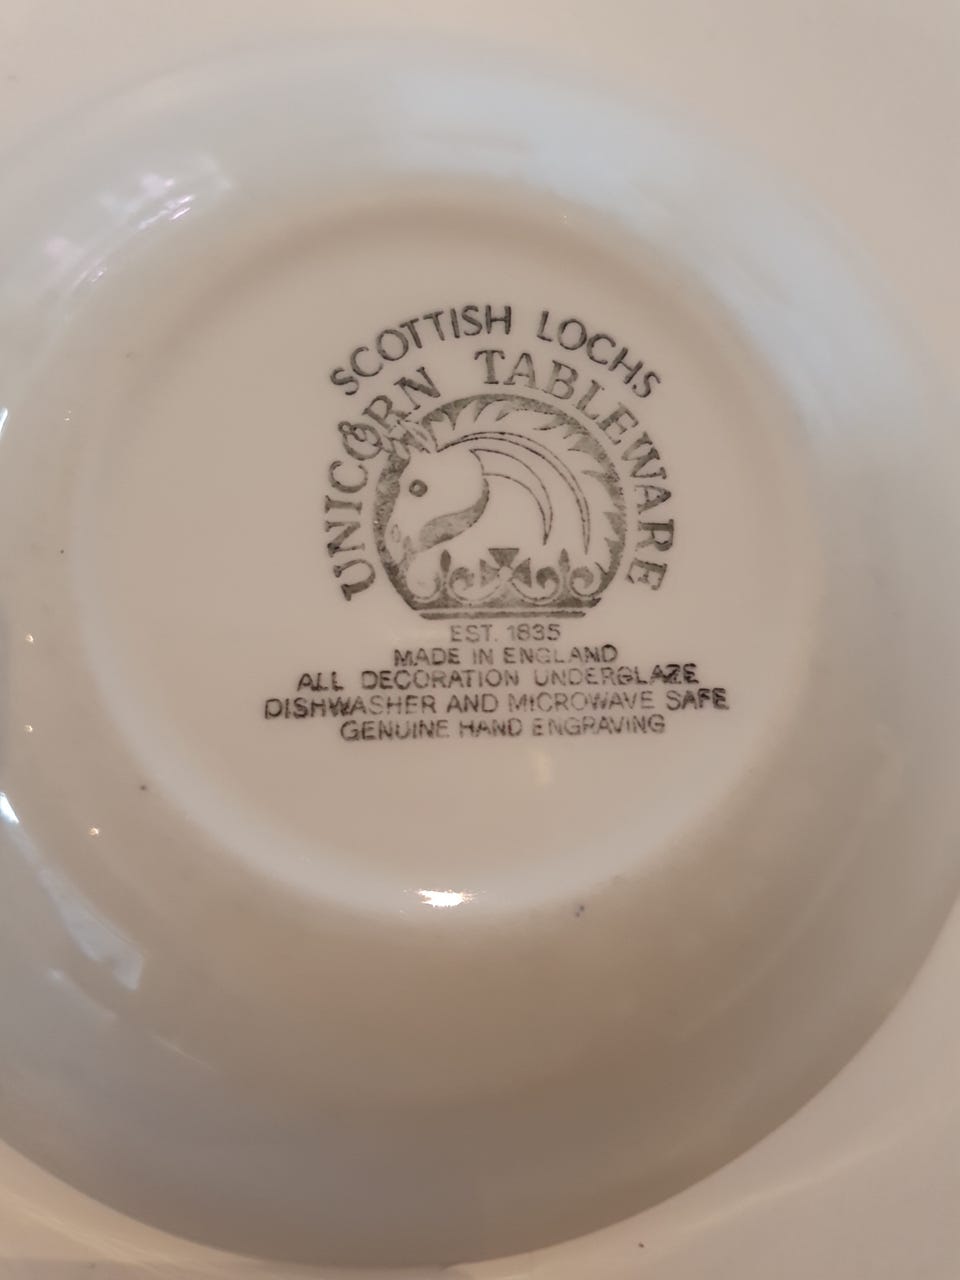 SCOTTISH LOCHS
UNICORN TABLEWARE
EST. 1835
MADE IN ENGLAND
ALL DECORATION UNDERGLAZE
DISHWASHER AND MICROWAVE SAFE
GENUINE HAND ENGRAVING